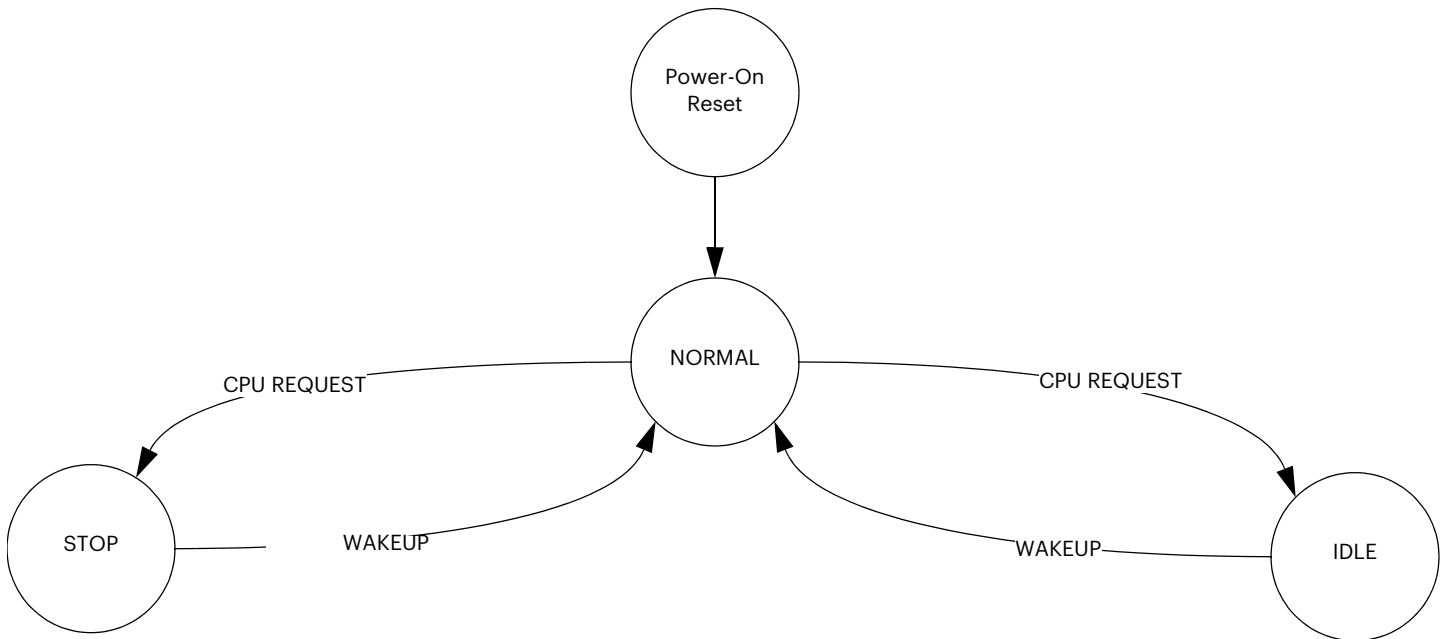 Power-On
Reset
NORMAL
CPU REQUEST
CPU REQUEST
STOP
WAKEUP
WAKEUP
IDLE